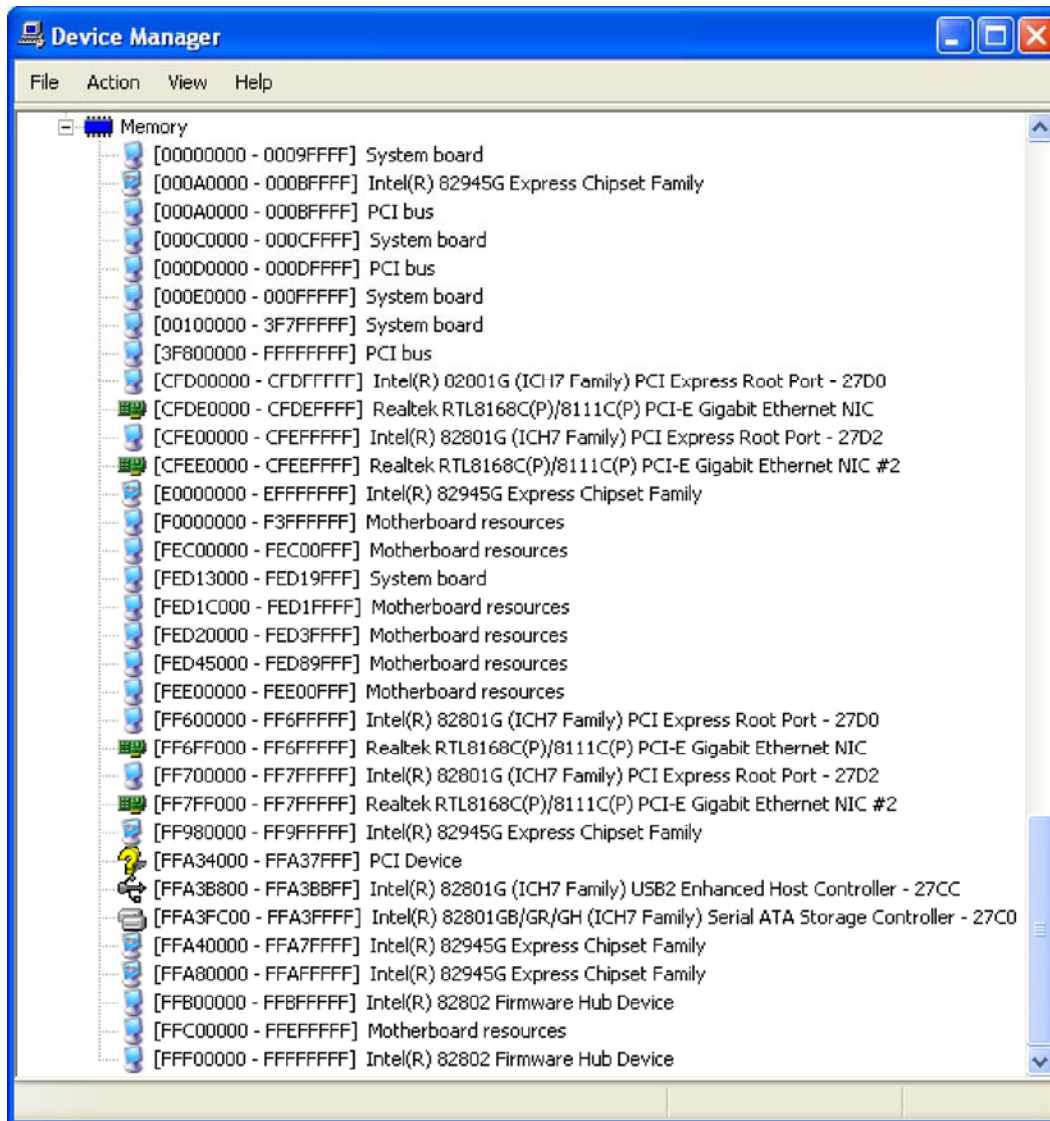 Device Manager
File Action View Help
Memory
[00000000 - 0009FFFF] System board
[000A0000 - 000BFFFF] Intel(R) 82945G Express Chipset Family
[000A0000 - 000BFFFF] PCI bus
[000C0000 - 000CFFFF] System board
[000D0000 - 000DFFFF] PCI bus
[000E0000 - 000FFFFF] System board
[00100000 - 3F7FFFFF] System board
[3F800000 - FFFFFFFF] PCI bus
[CFD00000 - CFDFFFFF] Intel(R) 82801G (ICH7 Family) PCI Express Root Port - 27D0
[CFDE0000 - CFDEFFFF] Realtek RTL8168C(P)/8111C(P) PCI-E Gigabit Ethernet NIC
[CFE00000 - CFEFFFFF] Intel(R) 82801G (ICH7 Family) PCI Express Root Port - 27D2
[CFEE0000 - CFEEFFFF] Realtek RTL8168C(P)/8111C(P) PCI-E Gigabit Ethernet NIC #2
[E0000000 - EFFFFFFF] Intel(R) 82945G Express Chipset Family
[F0000000 - F3FFFFFF] Motherboard resources
[FEC00000 - FEC00FFF] Motherboard resources
[FED13000 - FED19FFF] System board
[FED1C000 - FED1FFFF] Motherboard resources
[FED20000 - FED3FFFF] Motherboard resources
[FED45000 - FED89FFF] Motherboard resources
[FEE00000 - FEE00FFF] Motherboard resources
[FF600000 - FF6FFFFF] Intel(R) 82801G (ICH7 Family) PCI Express Root Port - 27D0
[FF6FF000 - FF6FFFFF] Realtek RTL8168C(P)/8111C(P) PCI-E Gigabit Ethernet NIC
[FF700000 - FF7FFFFF] Intel(R) 82801G (ICH7 Family) PCI Express Root Port - 27D2
[FF7FF000 - FF7FFFFF] Realtek RTL8168C(P)/8111C(P) PCI-E Gigabit Ethernet NIC #2
[FF980000 - FF9FFFFF] Intel(R) 82945G Express Chipset Family
[FFA34000 - FFA37FFF] PCI Device
[FFA3B800 - FFA3BBFF] Intel(R) 82801G (ICH7 Family) USB2 Enhanced Host Controller - 27CC
[FFA3FC00 - FFA3FFFF] Intel(R) 82801GB/GR/GH (ICH7 Family) Serial ATA Storage Controller - 27C0
[FFA40000 - FFA7FFFF] Intel(R) 82945G Express Chipset Family
[FFA80000 - FFAFFFFF] Intel(R) 82945G Express Chipset Family
[FFB00000 - FFBFFFFF] Intel(R) 82802 Firmware Hub Device
[FFC00000 - FFEFFFFF] Motherboard resources
[FFF00000 - FFFFFFFF] Intel(R) 82802 Firmware Hub Device